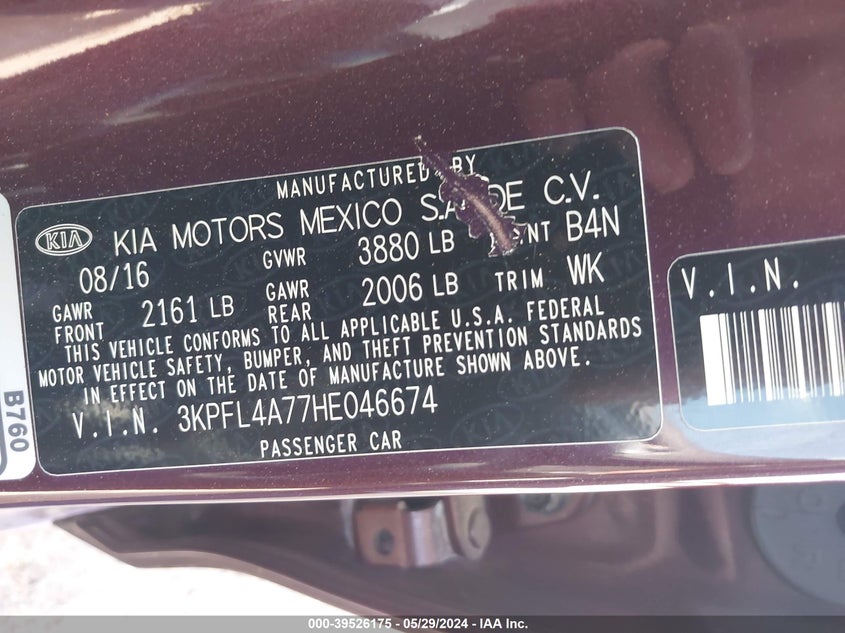 MANUFACTURED BY
KIA KIA MOTORS MEXICO S.A. DE C.V.
08/16 GVWR 3880 LB B4N
GAWR FRONT 2161 LB GAWR REAR 2006 LB TRIM WK
THIS VEHICLE CONFORMS TO ALL APPLICABLE U.S.A. FEDERAL
MOTOR VEHICLE SAFETY, BUMPER, AND THEFT PREVENTION STANDARDS
IN EFFECT ON THE DATE OF MANUFACTURE SHOWN ABOVE.
V.I.N. 3KPFL4A77HE046674
PASSENGER CAR
V.I.N.
B760
000-39526175 - 05/29/2024 - IAA Inc.